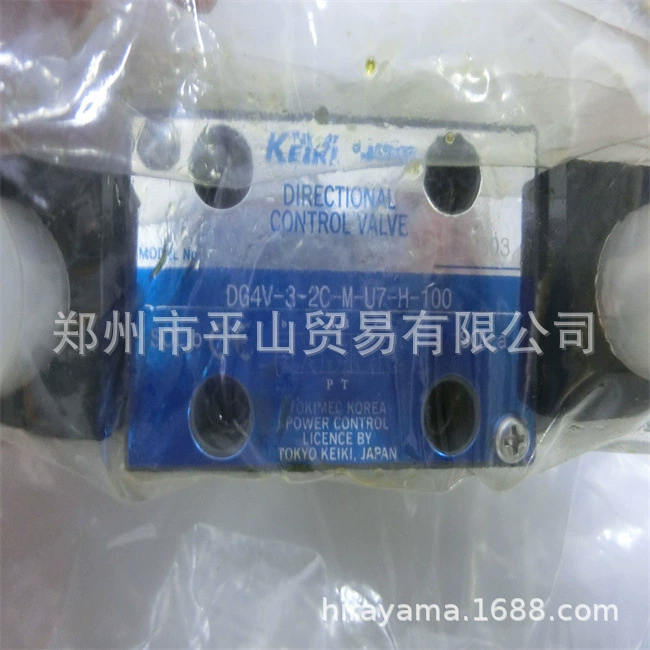 KEIKI
DIRECTIONAL
CONTROL VALVE
MODEL No.
03
DG4V-3-2C-M-U7-H-100
郑州市平山贸易有限公司
P T
TOKIMEC KOREA
POWER CONTROL
LICENCE BY
TOKYO KEIKI, JAPAN
hirayama.1688.com